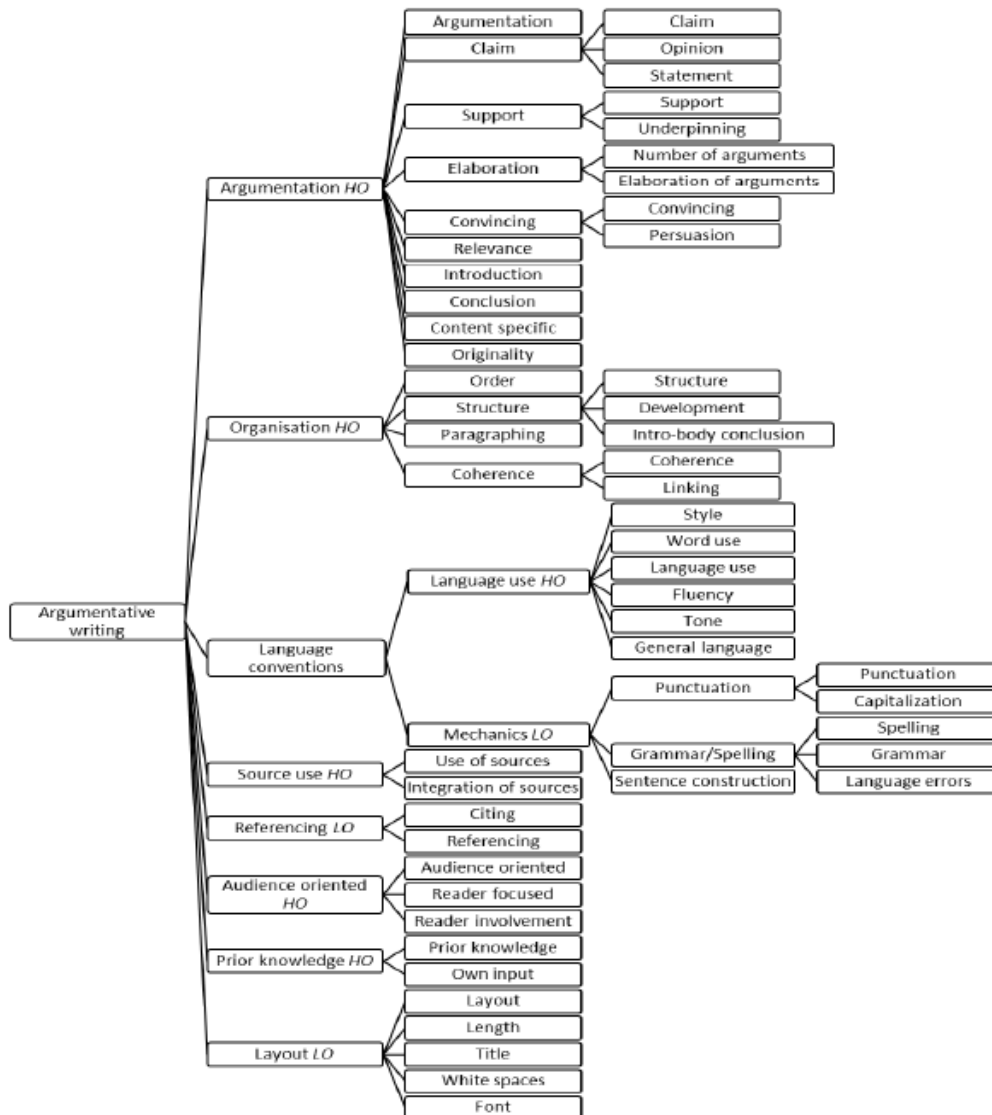 Argumentative
writing
Argumentation HO
Argumentation
Claim
Claim
Opinion
Statement
Support
Support
Underpinning
Elaboration
Number of arguments
Elaboration of arguments
Convincing
Convincing
Persuasion
Relevance
Introduction
Conclusion
Content specific
Originality
Organisation HO
Order
Structure
Structure
Development
Intro-body conclusion
Paragraphing
Coherence
Coherence
Linking
Language
conventions
Language use HO
Style
Word use
Language use
Fluency
Tone
General language
Mechanics LO
Punctuation
Punctuation
Capitalization
Grammar/Spelling
Spelling
Grammar
Language errors
Sentence construction
Source use HO
Use of sources
Integration of sources
Referencing LO
Citing
Referencing
Audience oriented
HO
Audience oriented
Reader focused
Reader involvement
Prior knowledge HO
Prior knowledge
Own input
Layout LO
Layout
Length
Title
White spaces
Font